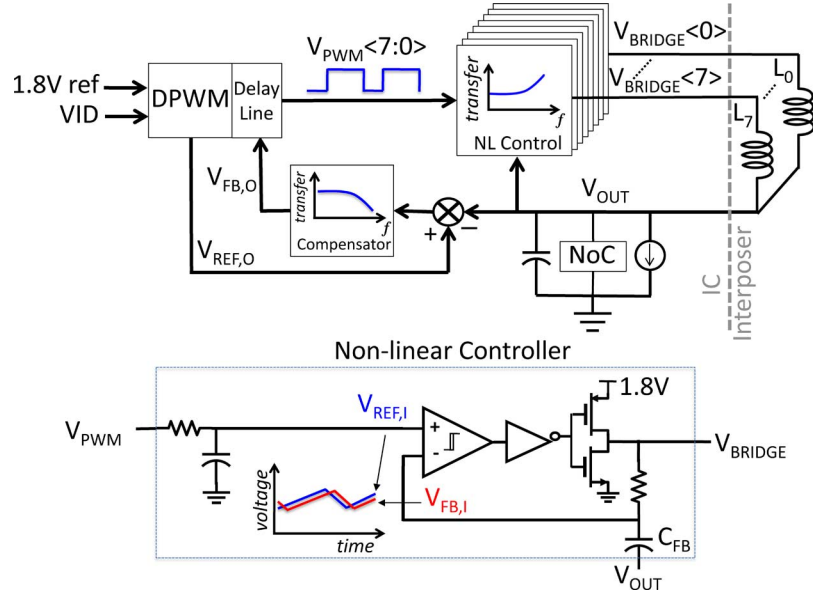 V_PWM<7:0>
V_BRIDGE<0>
1.8V ref
VID
DPWM
Delay Line
transfer
f
NL Control
V_BRIDGE<7>
L_0
L_7
V_FB,O
transfer
f
Compensator
+
−
V_OUT
V_REF,O
NoC
IC
Interposer
Non-linear Controller
1.8V
V_PWM
V_REF,I
+
-
V_BRIDGE
voltage
V_FB,I
time
C_FB
V_OUT